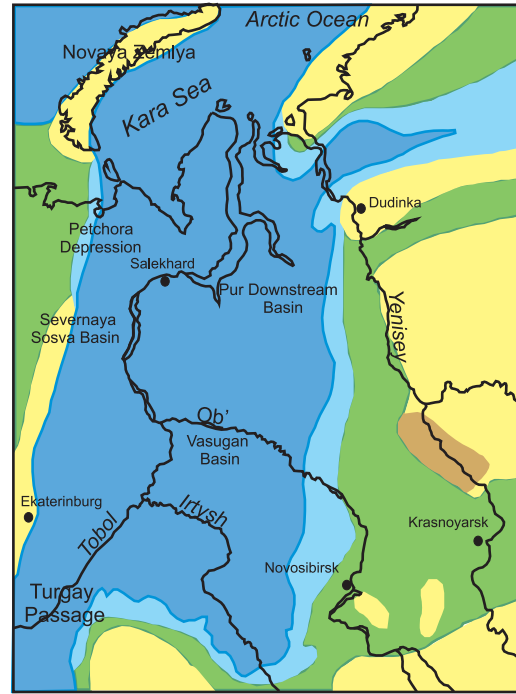 Arctic Ocean
Novaya Zemlya
Kara Sea
Dudinka
Petchora
Depression
Salekhard
Pur Downstream
Basin
Severnaya
Sosva Basin
Yenisey
Ob'
Vasugan
Basin
Ekaterinburg
Tobol
Irtysh
Krasnoyarsk
Novosibirsk
Turgay
Passage